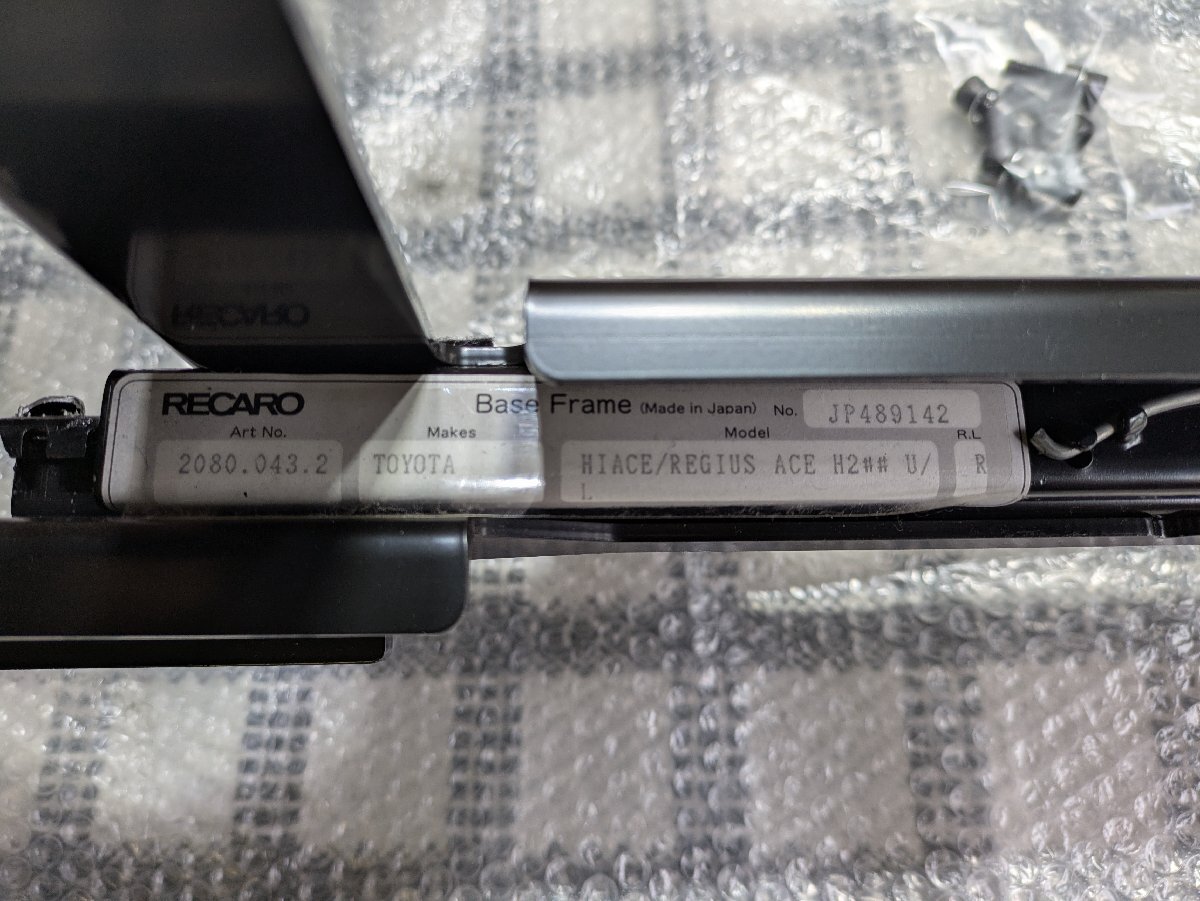 RECARO Base Frame (Made in Japan) No. JP489142
Art No. Makes Model R.L
2080.043.2 TOYOTA HIACE/REGIUS ACE H2## U/ R
L